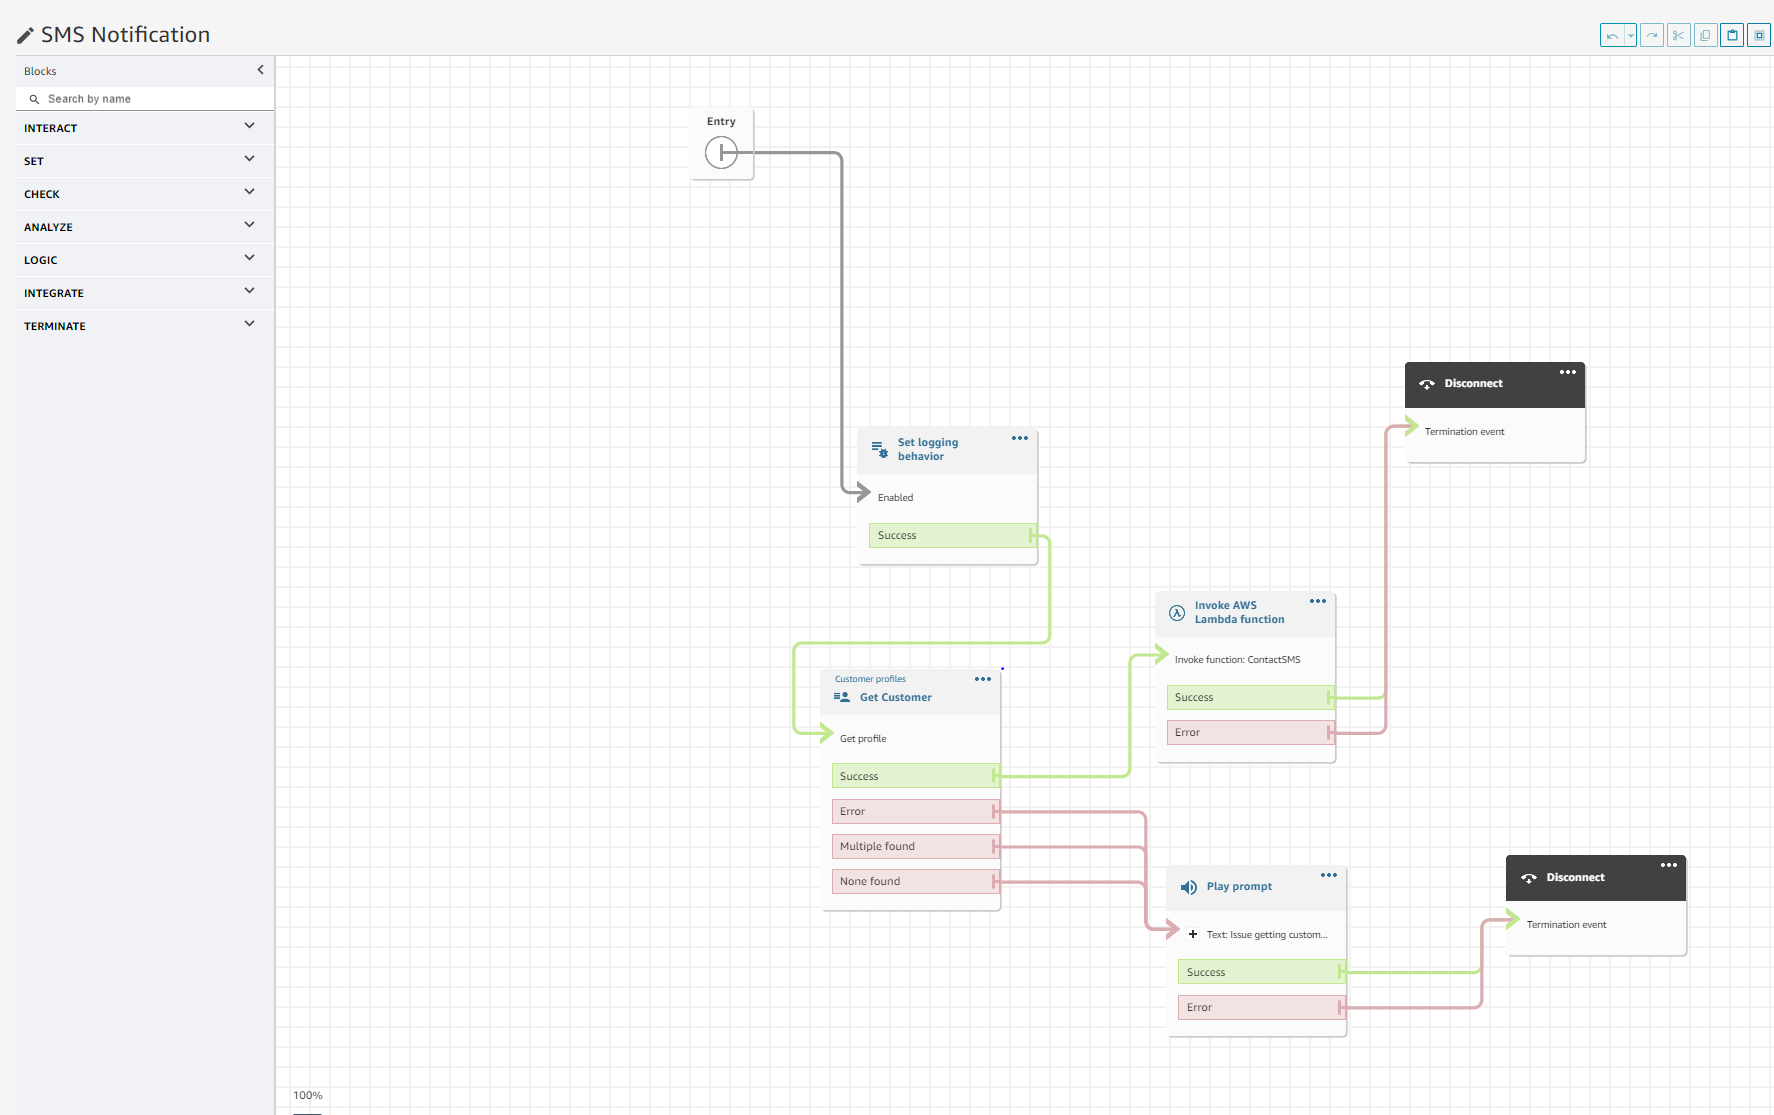 SMS Notification
Blocks
Search by name
INTERACT
SET
CHECK
ANALYZE
LOGIC
INTEGRATE
TERMINATE
Entry
Set logging
behavior
Enabled
Success
Customer profiles
Get Customer
Get profile
Success
Error
Multiple found
None found
Invoke AWS
Lambda function
Invoke function: ContactSMS
Success
Error
Disconnect
Termination event
Play prompt
Text: Issue getting custom...
Success
Error
Disconnect
Termination event
100%